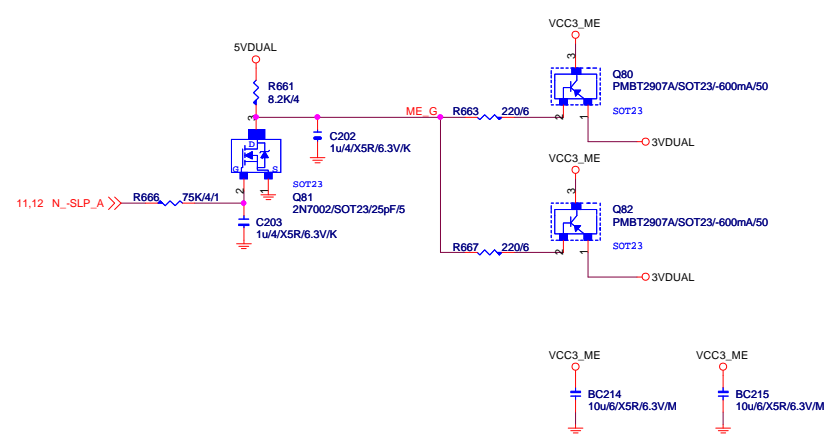 VCC3_ME
5VDUAL
3
Q80
PMBT2907A/SOT23/-600mA/50
R661
8.2K/4
SOT23
3
ME_G
R663
220/6
2
1
C202
1u/4/X5R/6.3V/K
3VDUAL
D
G
S
VCC3_ME
2
1
SOT23
Q81
2N7002/SOT23/25pF/5
3
11,12 N_-SLP_A
R666
75K/4/1
Q82
PMBT2907A/SOT23/-600mA/50
C203
1u/4/X5R/6.3V/K
SOT23
R667
220/6
2
1
3VDUAL
VCC3_ME
VCC3_ME
BC214
10u/6/X5R/6.3V/M
BC215
10u/6/X5R/6.3V/M